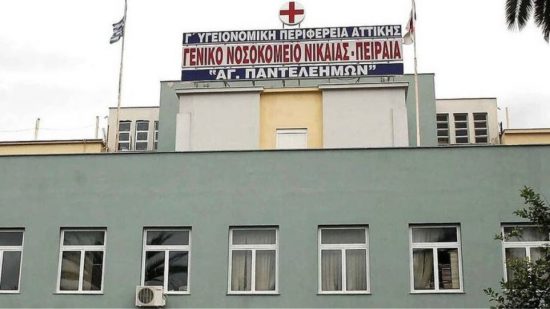 Γ' ΥΓΕΙΟΝΟΜΙΚΗ ΠΕΡΙΦΕΡΕΙΑ ΑΤΤΙΚΗΣ
ΓΕΝΙΚΟ ΝΟΣΟΚΟΜΕΙΟ ΝΙΚΑΙΑΣ - ΠΕΙΡΑΙΑ
"ΑΓ. ΠΑΝΤΕΛΕΗΜΩΝ"